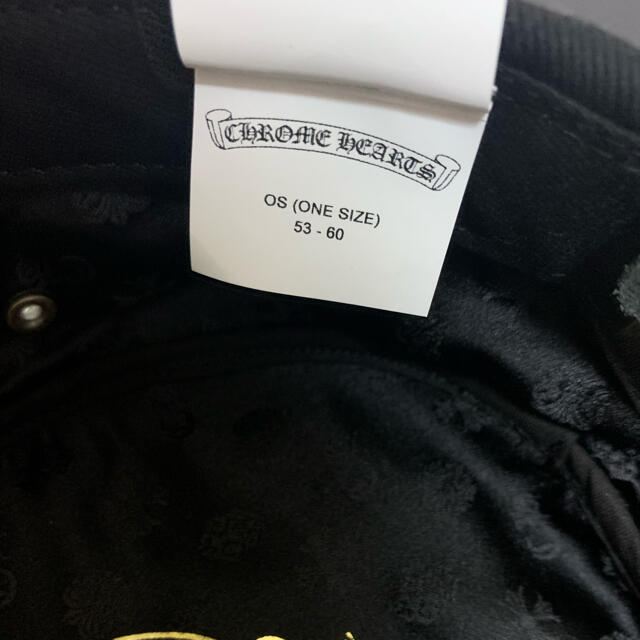 CHROME HEARTS
OS (ONE SIZE)
53 - 60